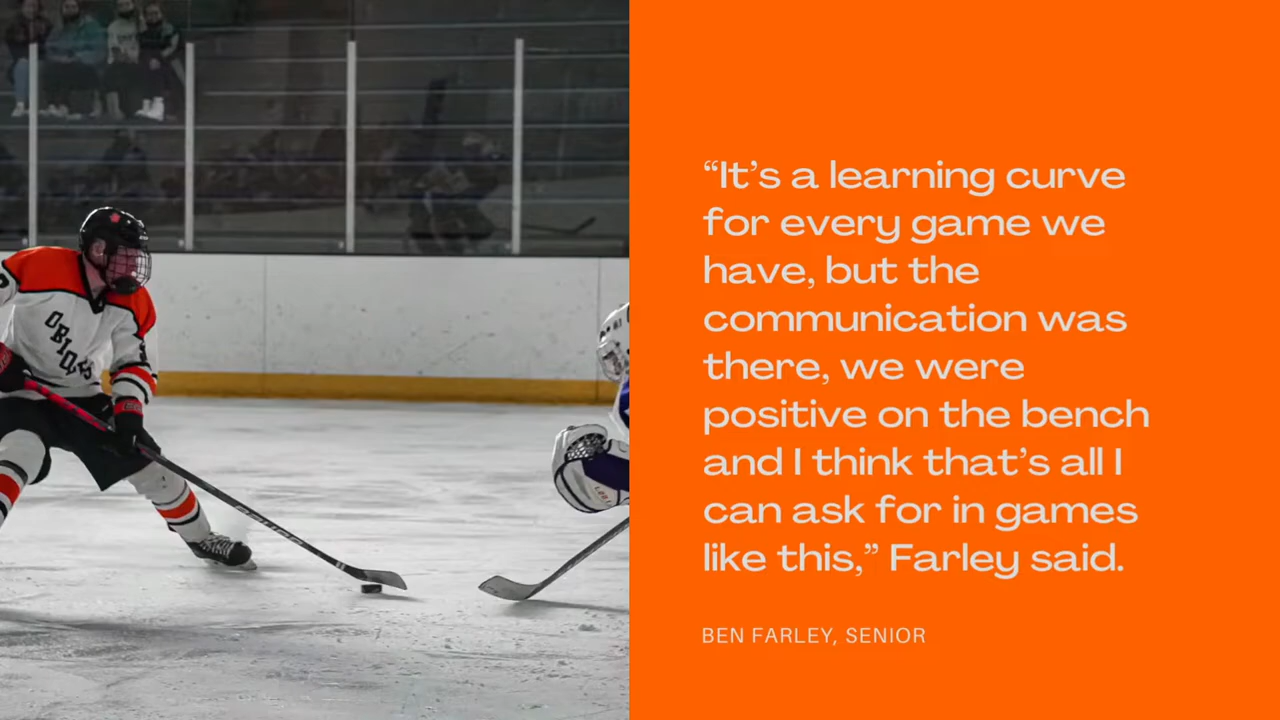 “It’s a learning curve
for every game we
have, but the
communication was
there, we were
positive on the bench
and I think that’s all I
can ask for in games
like this,” Farley said.
BEN FARLEY, SENIOR